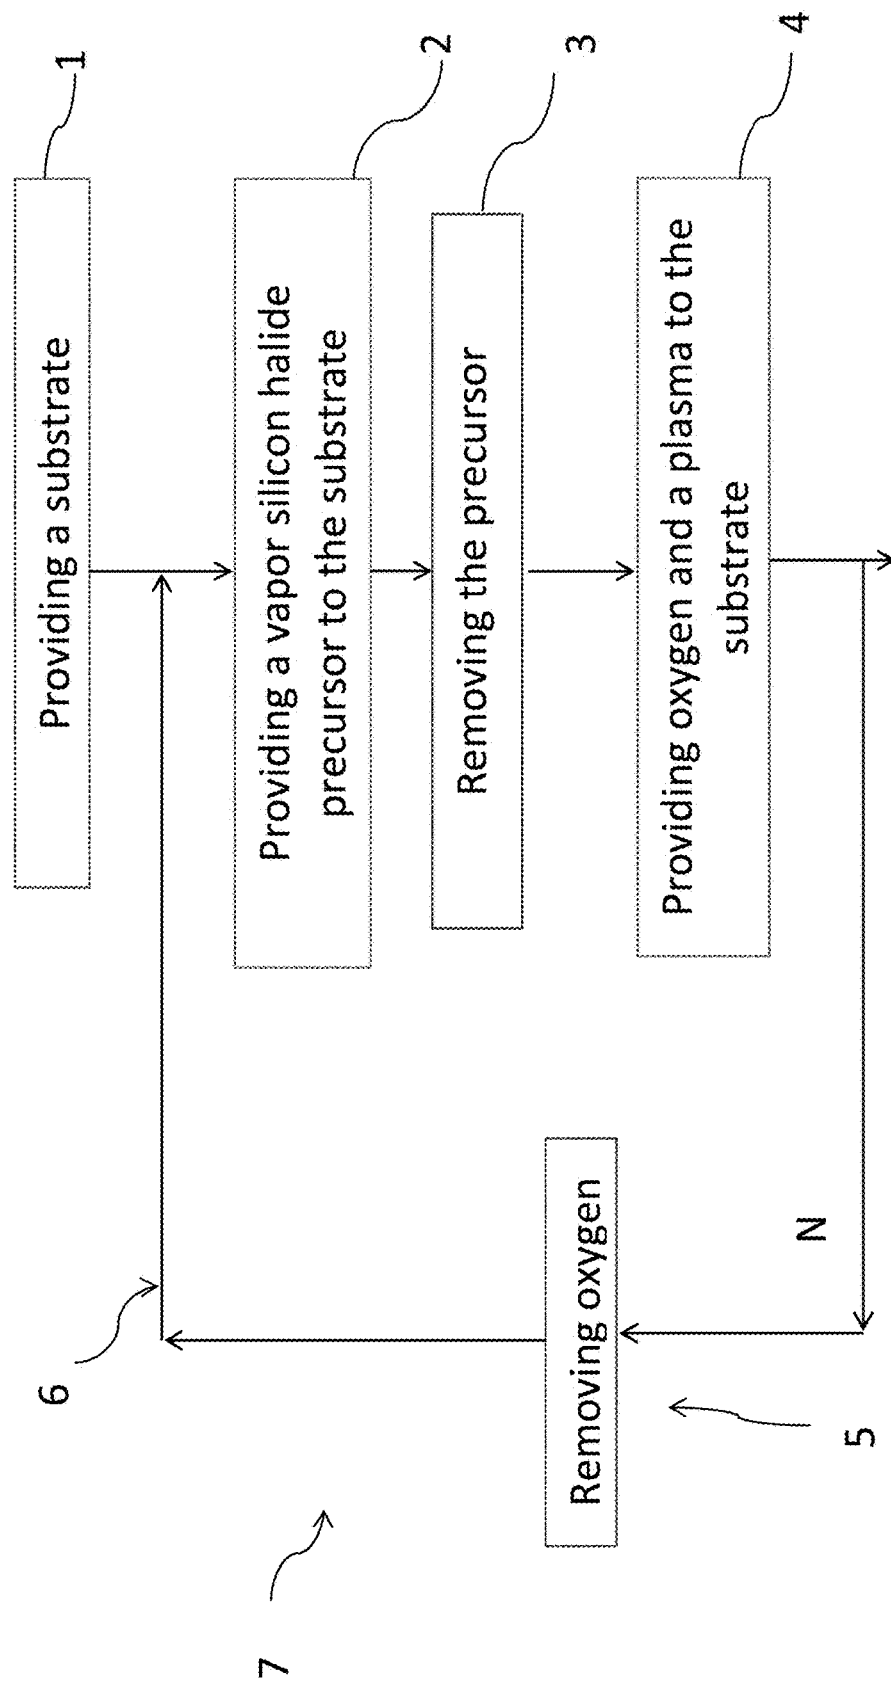 Providing a substrate
1
Providing a vapor silicon halide
precursor to the substrate
2
Removing the precursor
3
Providing oxygen and a plasma to the
substrate
4
N
Removing oxygen
5
6
7